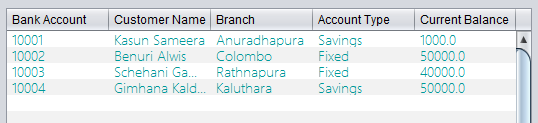 Bank Account Customer Name Branch Account Type Current Balance
10001 Kasun Sameera Anuradhapura Savings 1000.0
10002 Benuri Alwis Colombo Fixed 50000.0
10003 Schehani Ga... Rathnapura Fixed 40000.0
10004 Gimhana Kald... Kaluthara Savings 50000.0